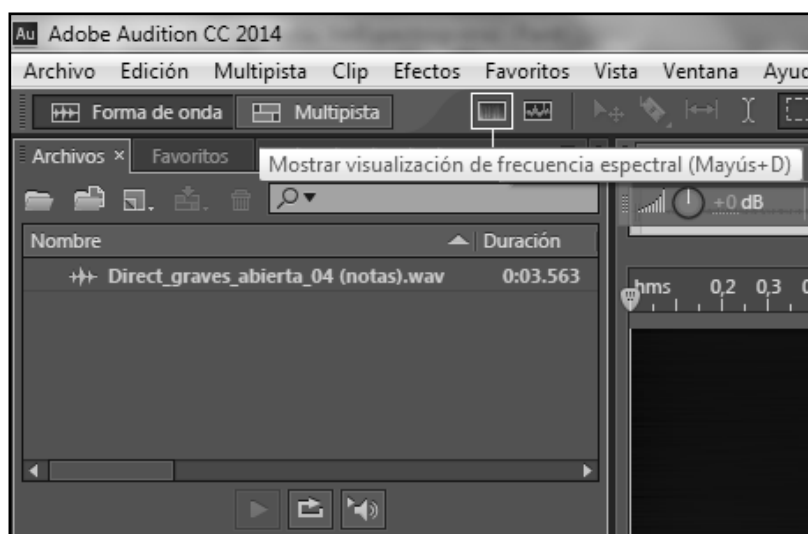 Au Adobe Audition CC 2014
Archivo Edición Multipista Clip Efectos Favoritos Vista Ventana
Forma de onda Multipista
Archivos × Favoritos
Mostrar visualización de frecuencia espectral (Mayús+D)
+0 dB
Nombre Duración
Direct_graves_abierta_04 (notas).wav 0:03.563
hms 0,2 0,3